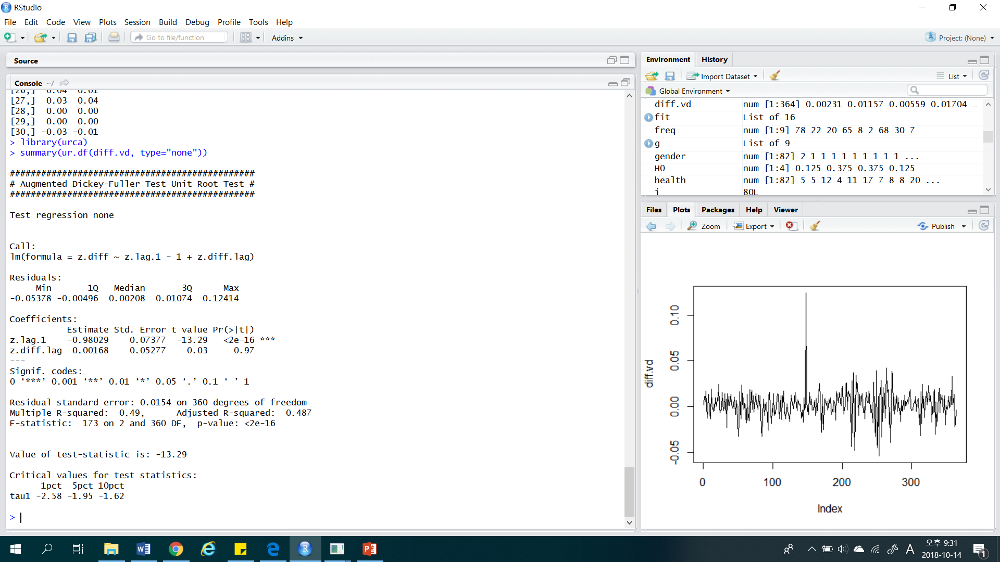 RStudio
File Edit Code View Plots Session Build Debug Profile Tools Help
Go to file/function
Addins
Project: (None)
Source
Console ~/
[26,] 0.04 0.01
[27,] 0.03 0.04
[28,] 0.00 0.00
[29,] 0.00 0.00
[30,] -0.03 -0.01
> library(urca)
> summary(ur.df(diff.vd, type="none"))
###############################################
# Augmented Dickey-Fuller Test Unit Root Test #
###############################################
Test regression none
Call:
lm(formula = z.diff ~ z.lag.1 - 1 + z.diff.lag)
Residuals:
Min 1Q Median 3Q Max
-0.05378 -0.00496 0.00208 0.01074 0.12414
Coefficients:
Estimate Std. Error t value Pr(>|t|)
z.lag.1 -0.98029 0.07377 -13.29 <2e-16 ***
z.diff.lag 0.00168 0.05277 0.03 0.97
---
Signif. codes:
0 ‘***’ 0.001 ‘**’ 0.01 ‘*’ 0.05 ‘.’ 0.1 ‘ ’ 1
Residual standard error: 0.0154 on 360 degrees of freedom
Multiple R-squared: 0.49, Adjusted R-squared: 0.487
F-statistic: 173 on 2 and 360 DF, p-value: <2e-16
Value of test-statistic is: -13.29
Critical values for test statistics:
1pct 5pct 10pct
tau1 -2.58 -1.95 -1.62
>
Environment History
Import Dataset
List
Global Environment
diff.vd num [1:364] 0.00231 0.01157 0.00559 0.01704 …
fit List of 16
freq num [1:9] 78 22 20 65 8 2 68 30 7
g List of 9
gender num [1:82] 2 1 1 1 1 1 1 1 1 1 ...
H0 num [1:4] 0.125 0.375 0.375 0.125
health num [1:82] 5 5 12 4 11 17 7 8 8 20 ...
i 80L
Files Plots Packages Help Viewer
Zoom Export Publish
diff.vd
0.10
0.05
0.00
-0.05
0 100 200 300
Index
A
오후 9:31
2018-10-14
1